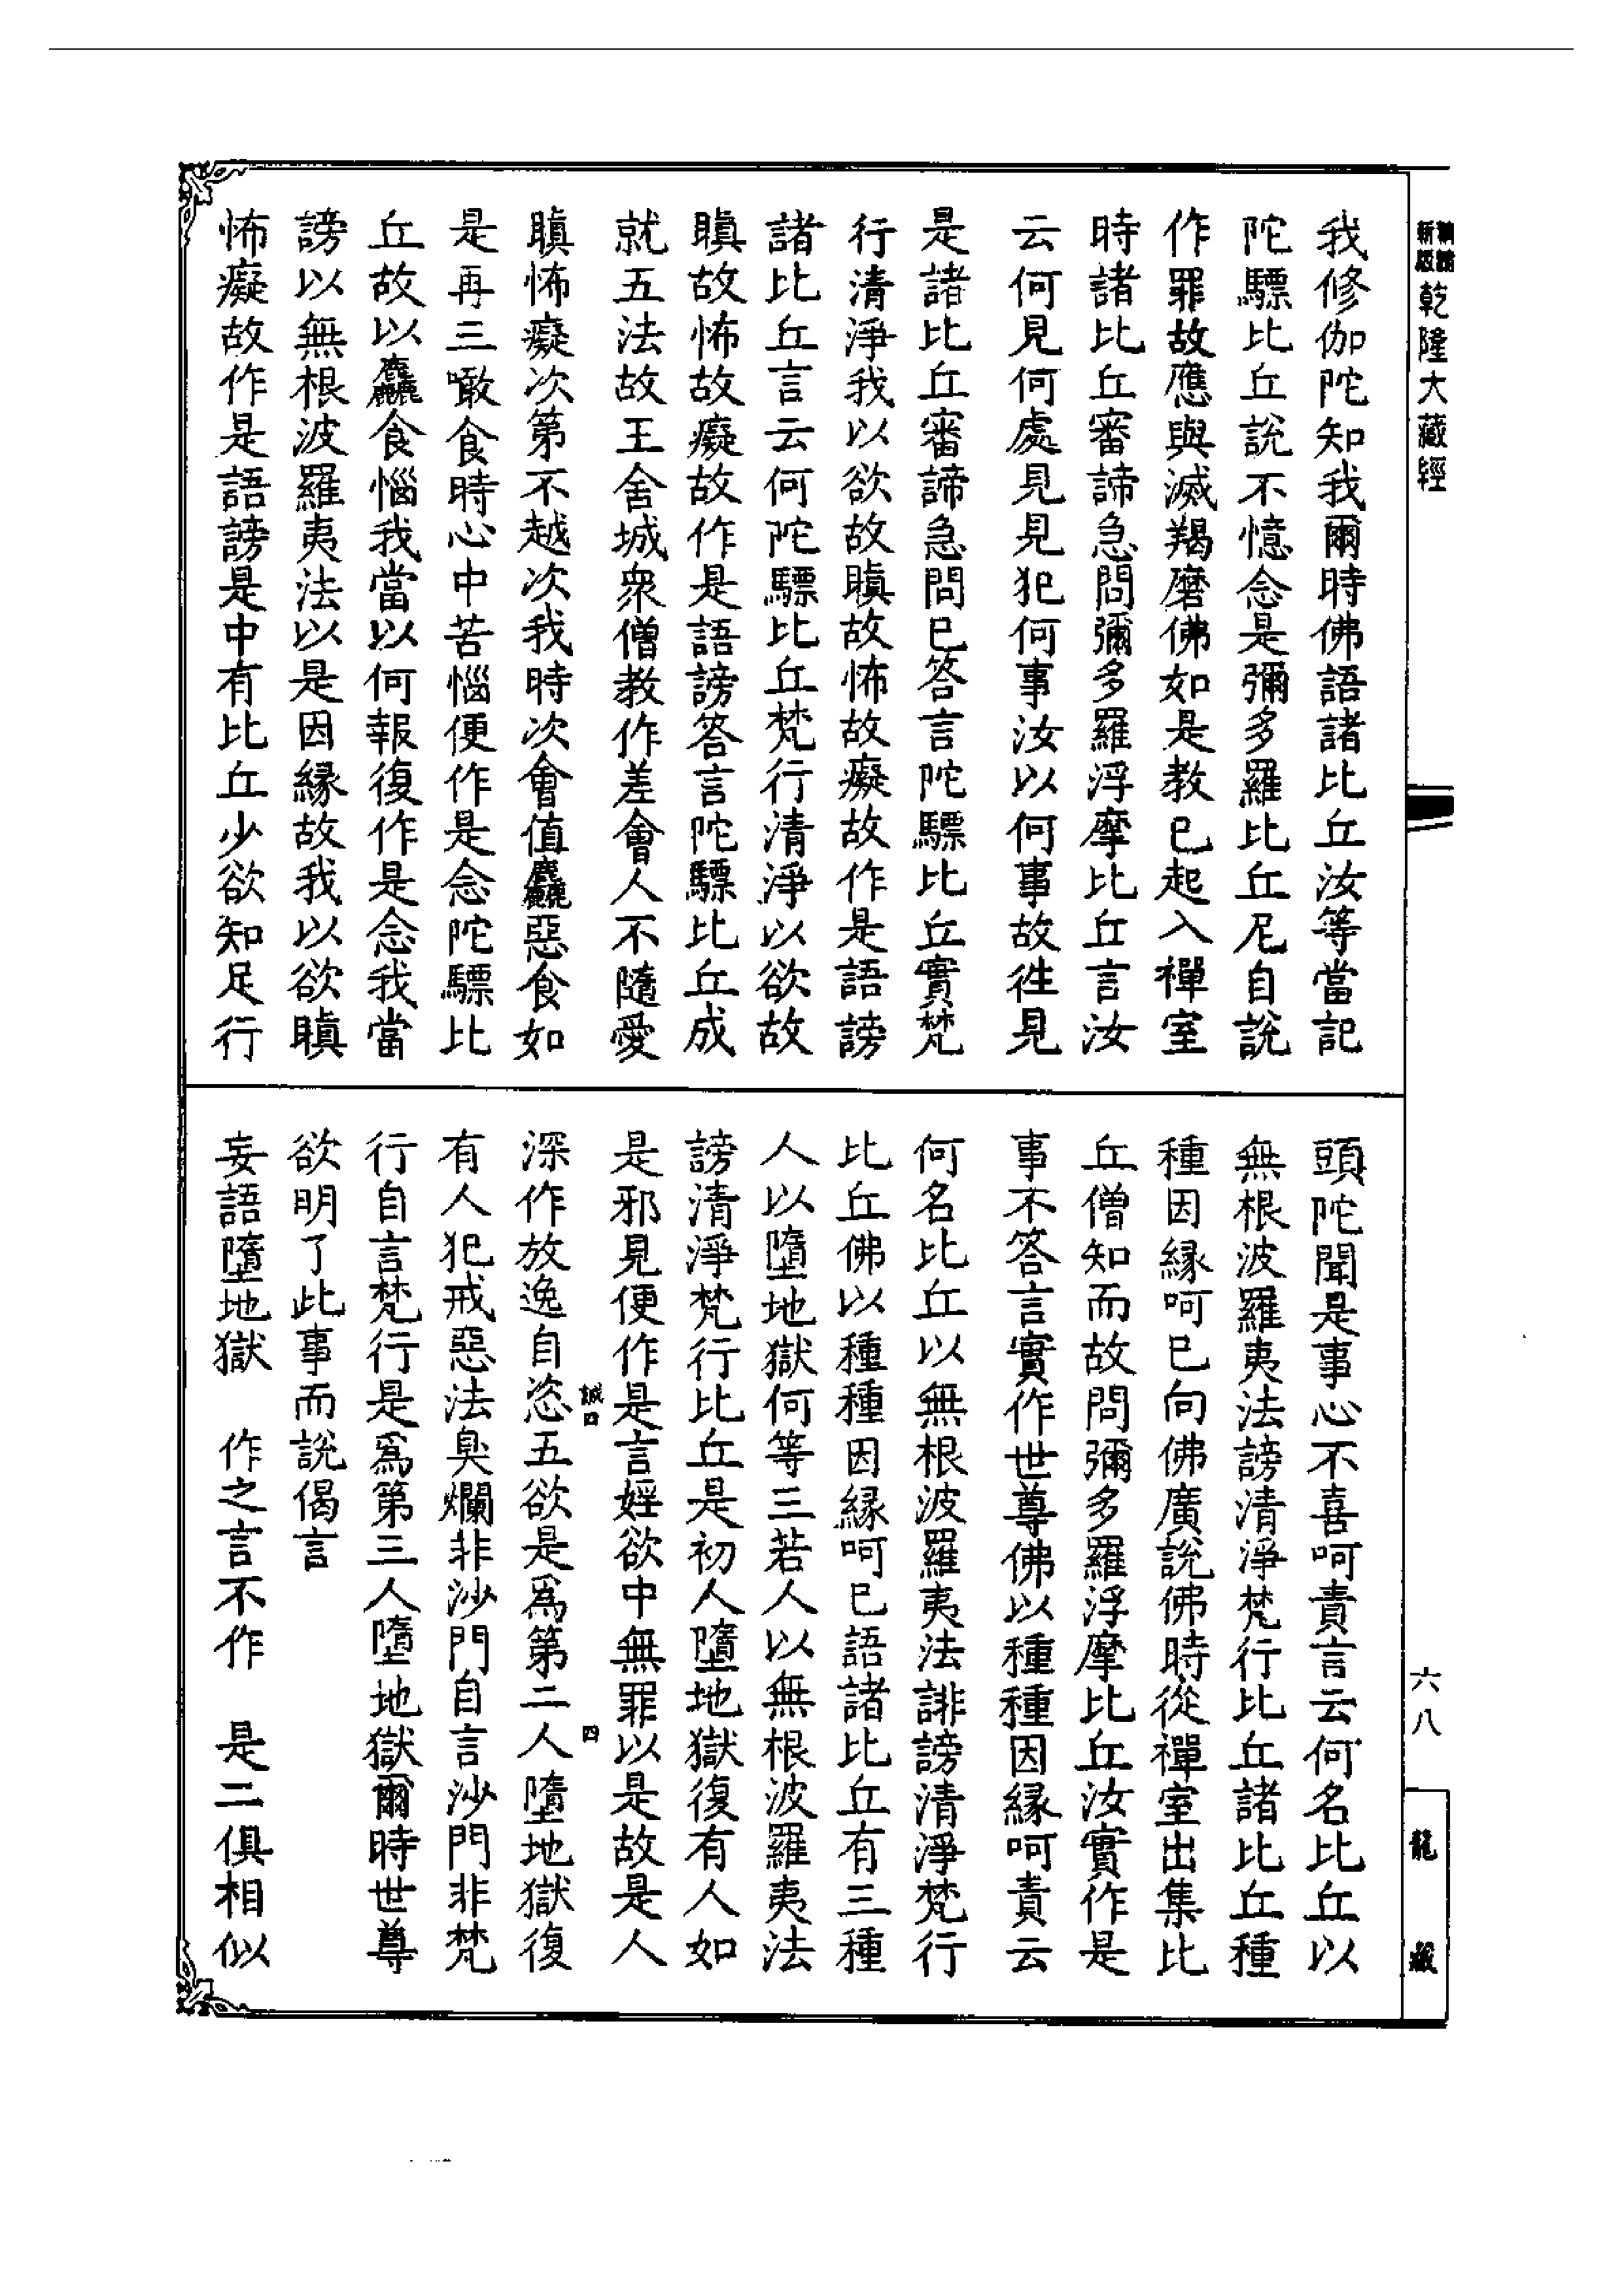 新版
乾隆大藏經
我修伽陀知我爾時佛語諸比丘汝等當記
陀驃比丘說不憶念是彌多羅比丘尼自說
作罪故應與滅羯磨佛如是教已起入禪室
時諸比丘審諦急問彌多羅浮摩比丘言汝
云何見何處見見犯何事汝以何事故徃見
是諸比丘審諦急問已答言陀驃比丘實梵
行清淨我以欲故瞋故怖故癡故作是語謗
諸比丘言云何陀驃比丘梵行清淨以欲故
瞋故怖故癡故作是語謗答言陀驃比丘成
就五法故王舍城衆僧教作差會人不隨愛
瞋怖癡次第不越次我時次會值麤惡食如
是再三噉食時心中苦惱便作是念陀驃比
丘故以麤食惱我當以何報復作是念我當
謗以無根波羅夷法以是因緣故我以欲瞋
怖癡故作是語謗是中有比丘少欲知足行
頭陀聞是事心不喜呵責言云何名比丘以
無根波羅夷法謗清淨梵行比丘諸比丘種
種因緣呵已向佛廣說佛時從禪室出集比
丘僧知而故問彌多羅浮摩比丘汝實作是
事不答言實作世尊佛以種種因緣呵責云
何名比丘以無根波羅夷法誹謗清淨梵行
比丘佛以種種因緣呵已語諸比丘有三種
人以墮地獄何等三若人以無根波羅夷法
謗清淨梵行比丘是初人墮地獄復有人如
是邪見便作是言婬欲中無罪以是故是人
誠四
四
深作放逸自恣五欲是爲第二人墮地獄復
有人犯戒惡法臭爛非沙門自言沙門非梵
行自言梵行是爲第三人墮地獄爾時世尊
欲明了此事而說偈言
妄語墮地獄　作之言不作　是二俱相似
六八
龍藏